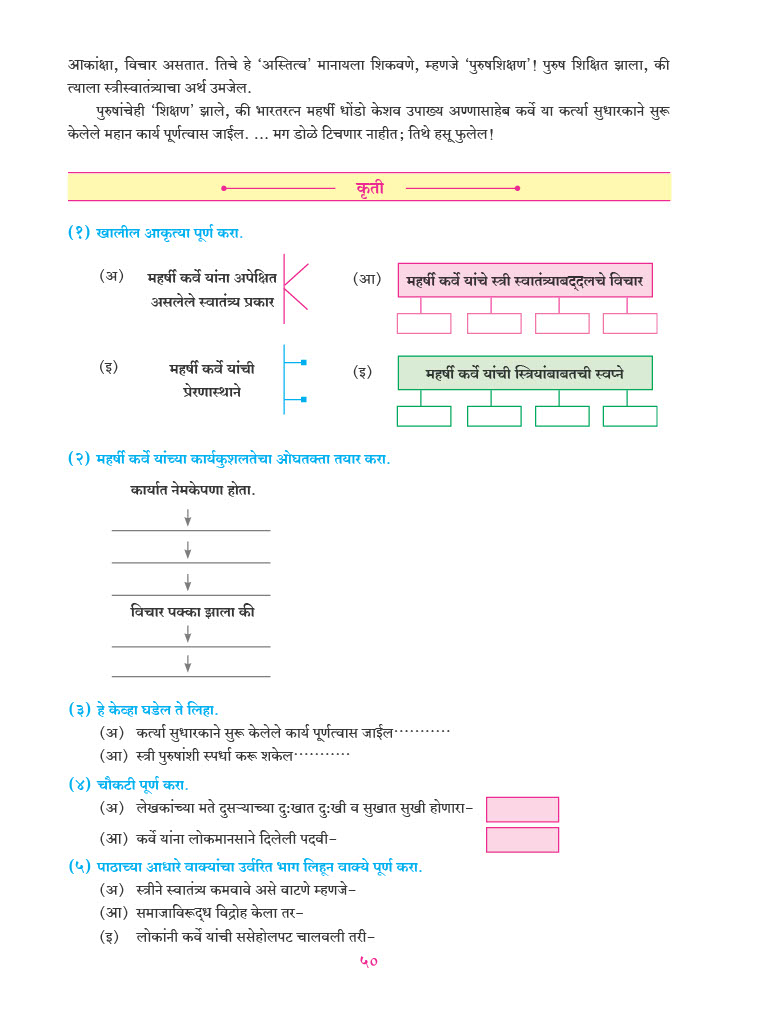 आकांक्षा, विचार असतात. तिचे हे ‘अस्तित्व’ मानायला शिकवणे, म्हणजे ‘पुरुषशिक्षण’! पुरुष शिक्षित झाला, की
त्याला स्त्रीस्वातंत्र्याचा अर्थ उमजेल.
पुरुषांचेही ‘शिक्षण’ झाले, की भारतरत्न महर्षी धोंडो केशव उपाख्य अण्णासाहेब कर्वे या कर्त्या सुधारकाने सुरू
केलेले महान कार्य पूर्णत्वास जाईल. ... मग डोळे टिचणार नाहीत; तिथे हसू फुलेल!
कृती
(१) खालील आकृत्या पूर्ण करा.
(अ) महर्षी कर्वे यांना अपेक्षित
असलेले स्वातंत्र्य प्रकार
(आ) महर्षी कर्वे यांचे स्त्री स्वातंत्र्याबद्दलचे विचार
(इ) महर्षी कर्वे यांची
प्रेरणास्थाने
(इ) महर्षी कर्वे यांची स्त्रियांबाबतची स्वप्ने
(२) महर्षी कर्वे यांच्या कार्यकुशलतेचा ओघतक्ता तयार करा.
कार्यात नेमकेपणा होता.
विचार पक्का झाला की
(३) हे केव्हा घडेल ते लिहा.
(अ) कर्त्या सुधारकाने सुरू केलेले कार्य पूर्णत्वास जाईल...........
(आ) स्त्री पुरुषांशी स्पर्धा करू शकेल...........
(४) चौकटी पूर्ण करा.
(अ) लेखकांच्या मते दुसऱ्याच्या दुःखात दुःखी व सुखात सुखी होणारा-
(आ) कर्वे यांना लोकमानसाने दिलेली पदवी-
(५) पाठाच्या आधारे वाक्यांचा उर्वरित भाग लिहून वाक्ये पूर्ण करा.
(अ) स्त्रीने स्वातंत्र्य कमवावे असे वाटणे म्हणजे-
(आ) समाजाविरूद्ध विद्रोह केला तर-
(इ) लोकांनी कर्वे यांची ससेहोलपट चालवली तरी-
५०